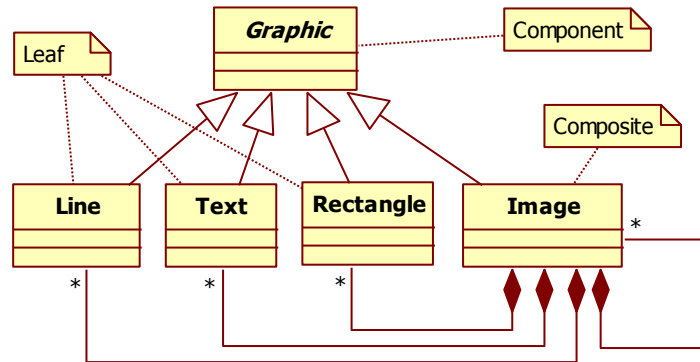 Graphic
Component
Leaf
Composite
Line
Text
Rectangle
Image
*
*
*
*